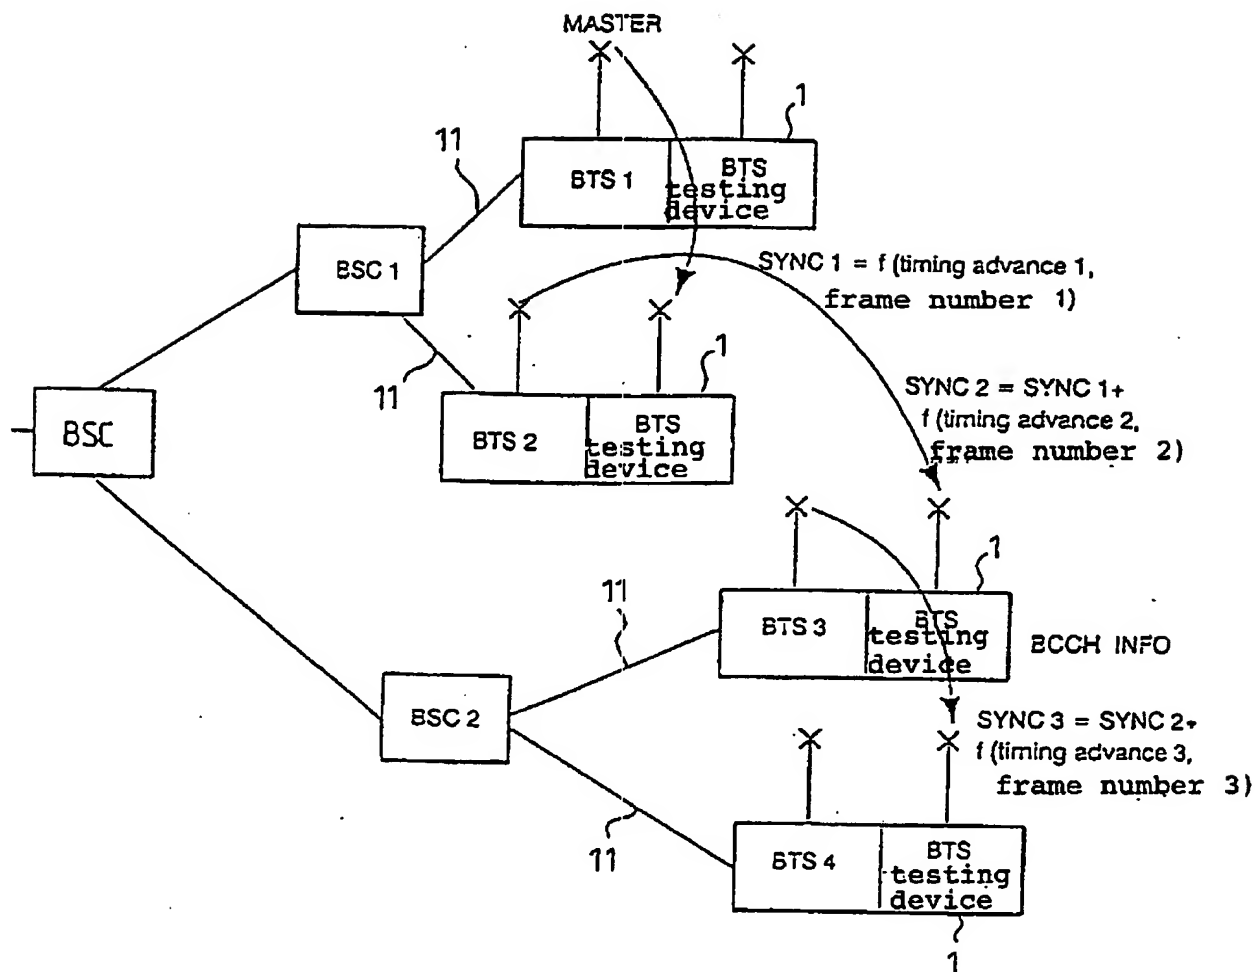 MASTER
1
11
BTS 1
BTS
testing
device
BSC 1
SYNC 1 = f (timing advance 1,
frame number 1)
11
1
SYNC 2 = SYNC 1+
f (timing advance 2,
frame number 2)
BSC
BTS 2
BTS
testing
device
1
11
BTS 3
BTS
testing
device
BCCH INFO
BSC 2
SYNC 3 = SYNC 2+
f (timing advance 3,
frame number 3)
11
BTS 4
BTS
testing
device
1